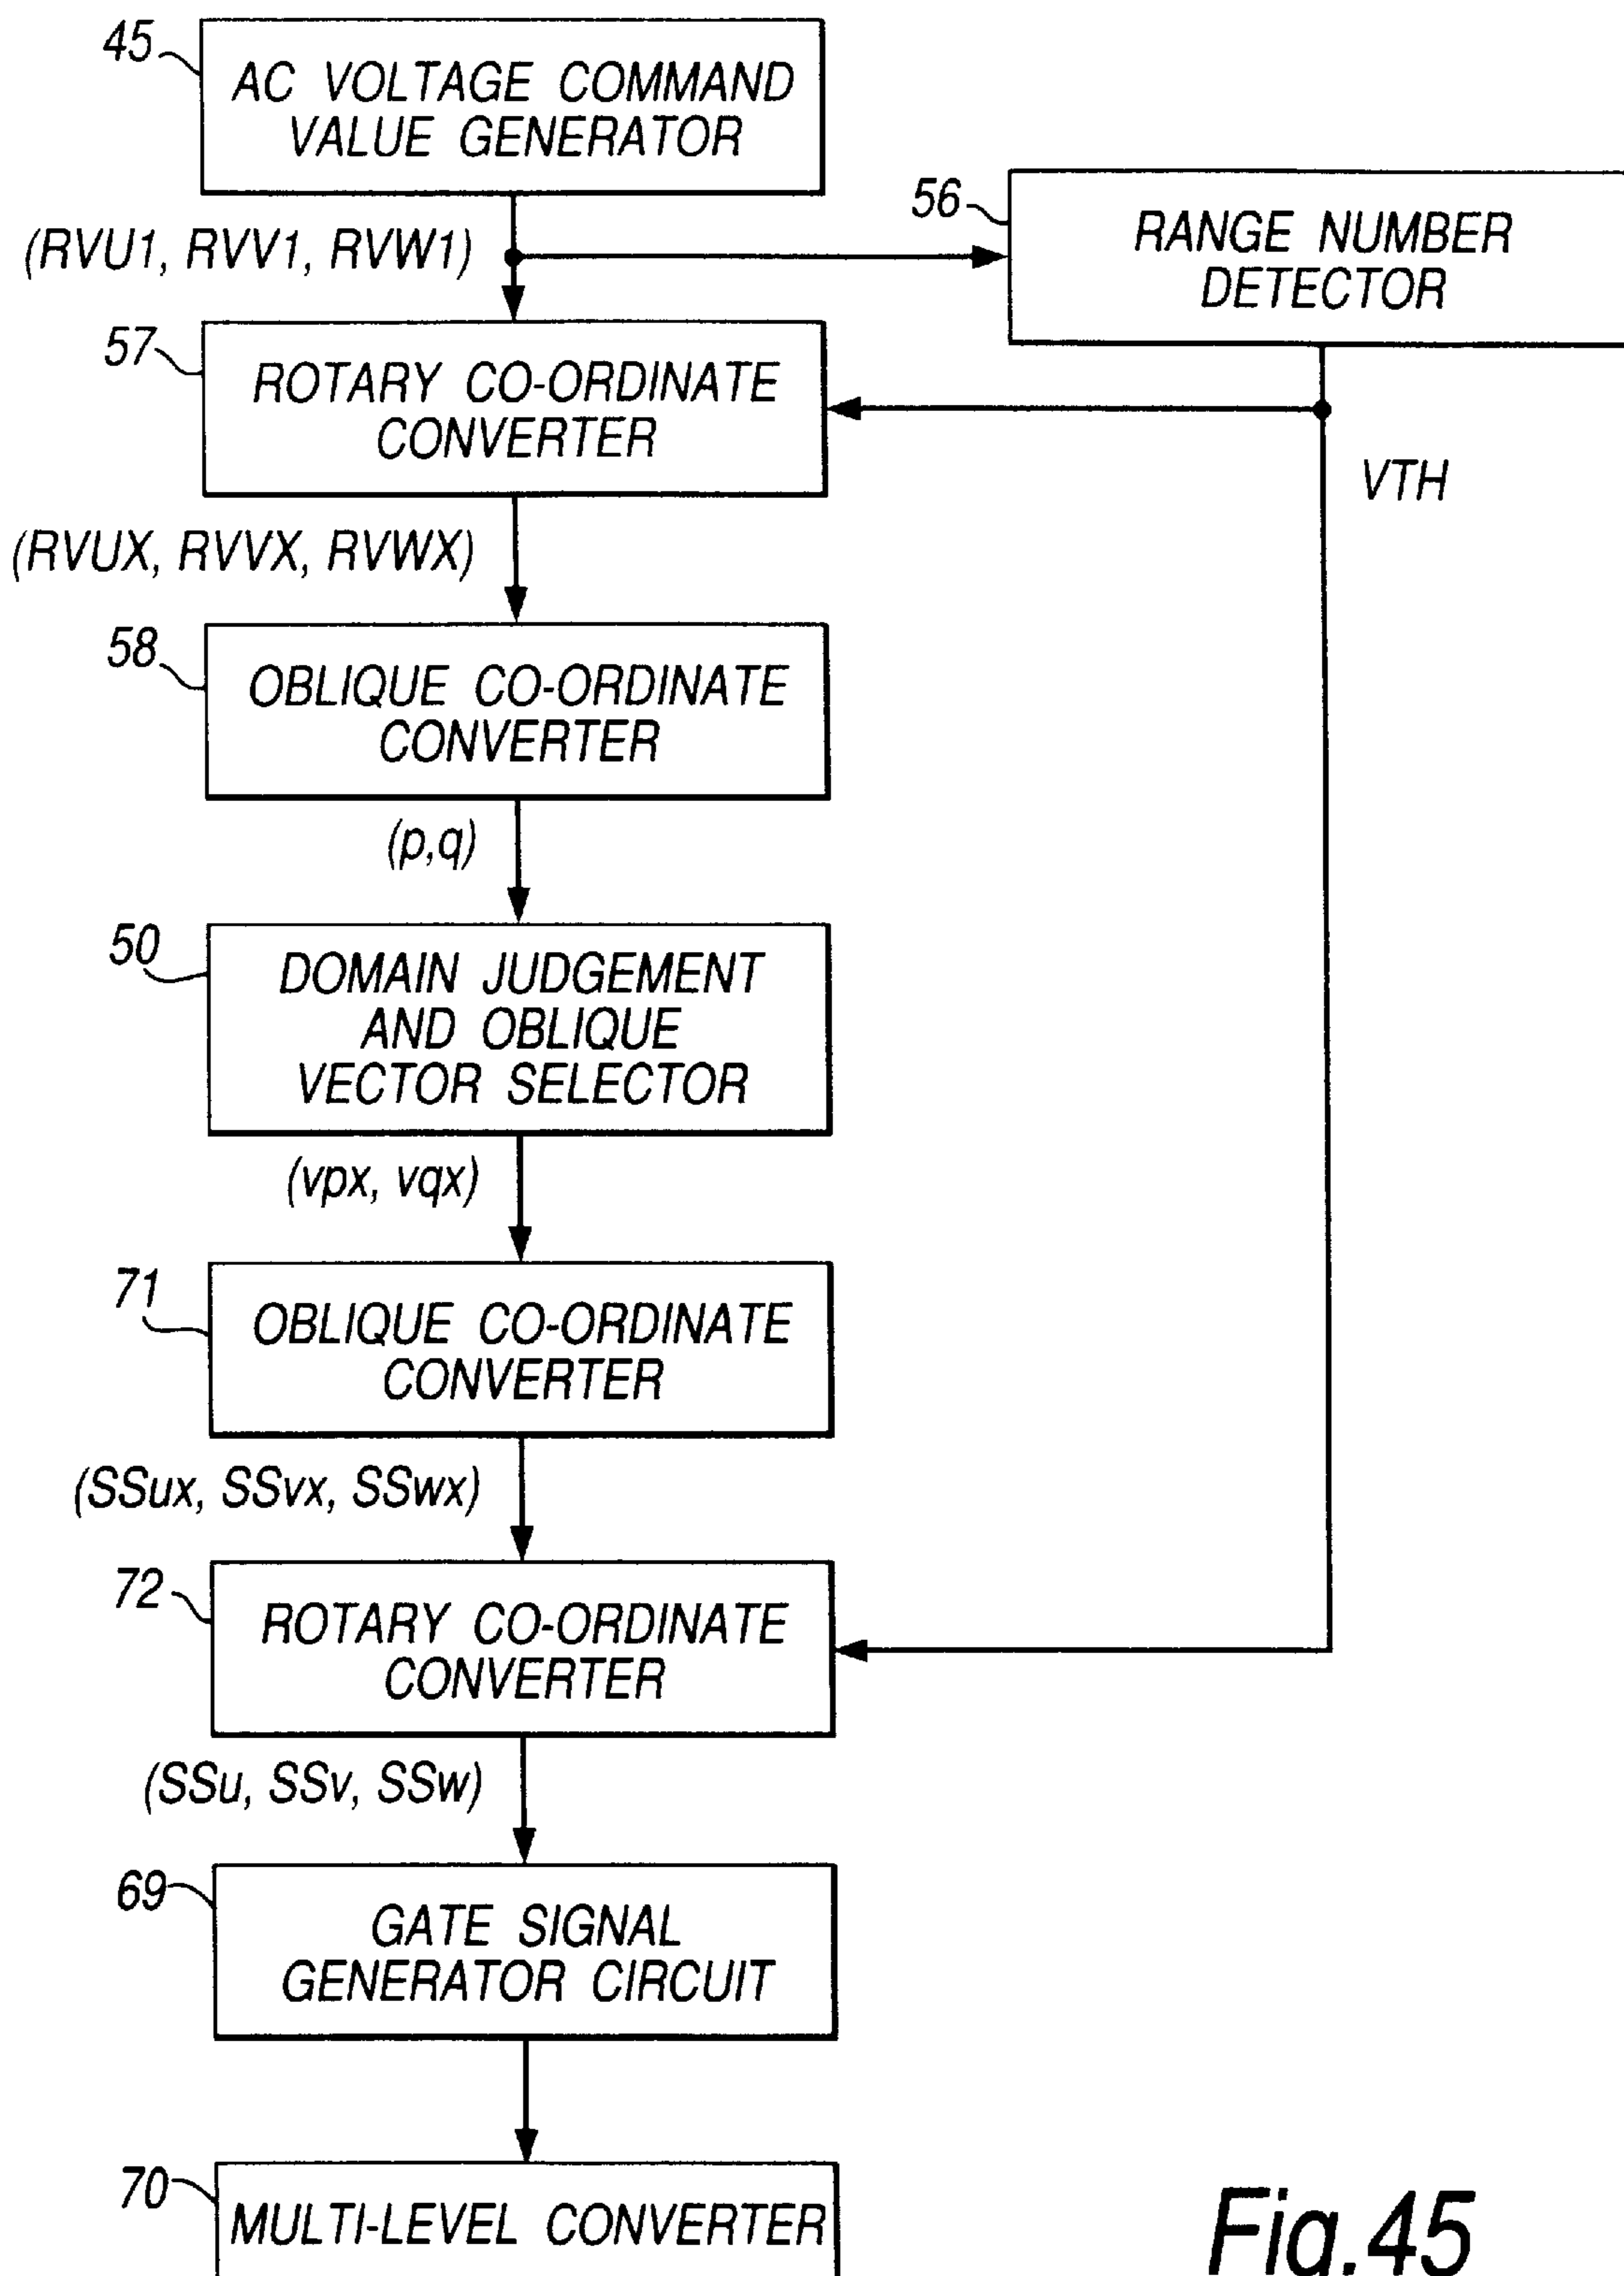 45
AC VOLTAGE COMMAND
VALUE GENERATOR
(RVU1, RVV1, RVW1)
56
RANGE NUMBER
DETECTOR
57
ROTARY CO-ORDINATE
CONVERTER
VTH
(RVUX, RVVX, RVWX)
58
OBLIQUE CO-ORDINATE
CONVERTER
(p,q)
50
DOMAIN JUDGEMENT
AND OBLIQUE
VECTOR SELECTOR
(vpx, vqx)
71
OBLIQUE CO-ORDINATE
CONVERTER
(SSux, SSvx, SSwx)
72
ROTARY CO-ORDINATE
CONVERTER
(SSu, SSv, SSw)
69
GATE SIGNAL
GENERATOR CIRCUIT
70
MULTI-LEVEL CONVERTER
Fig.45